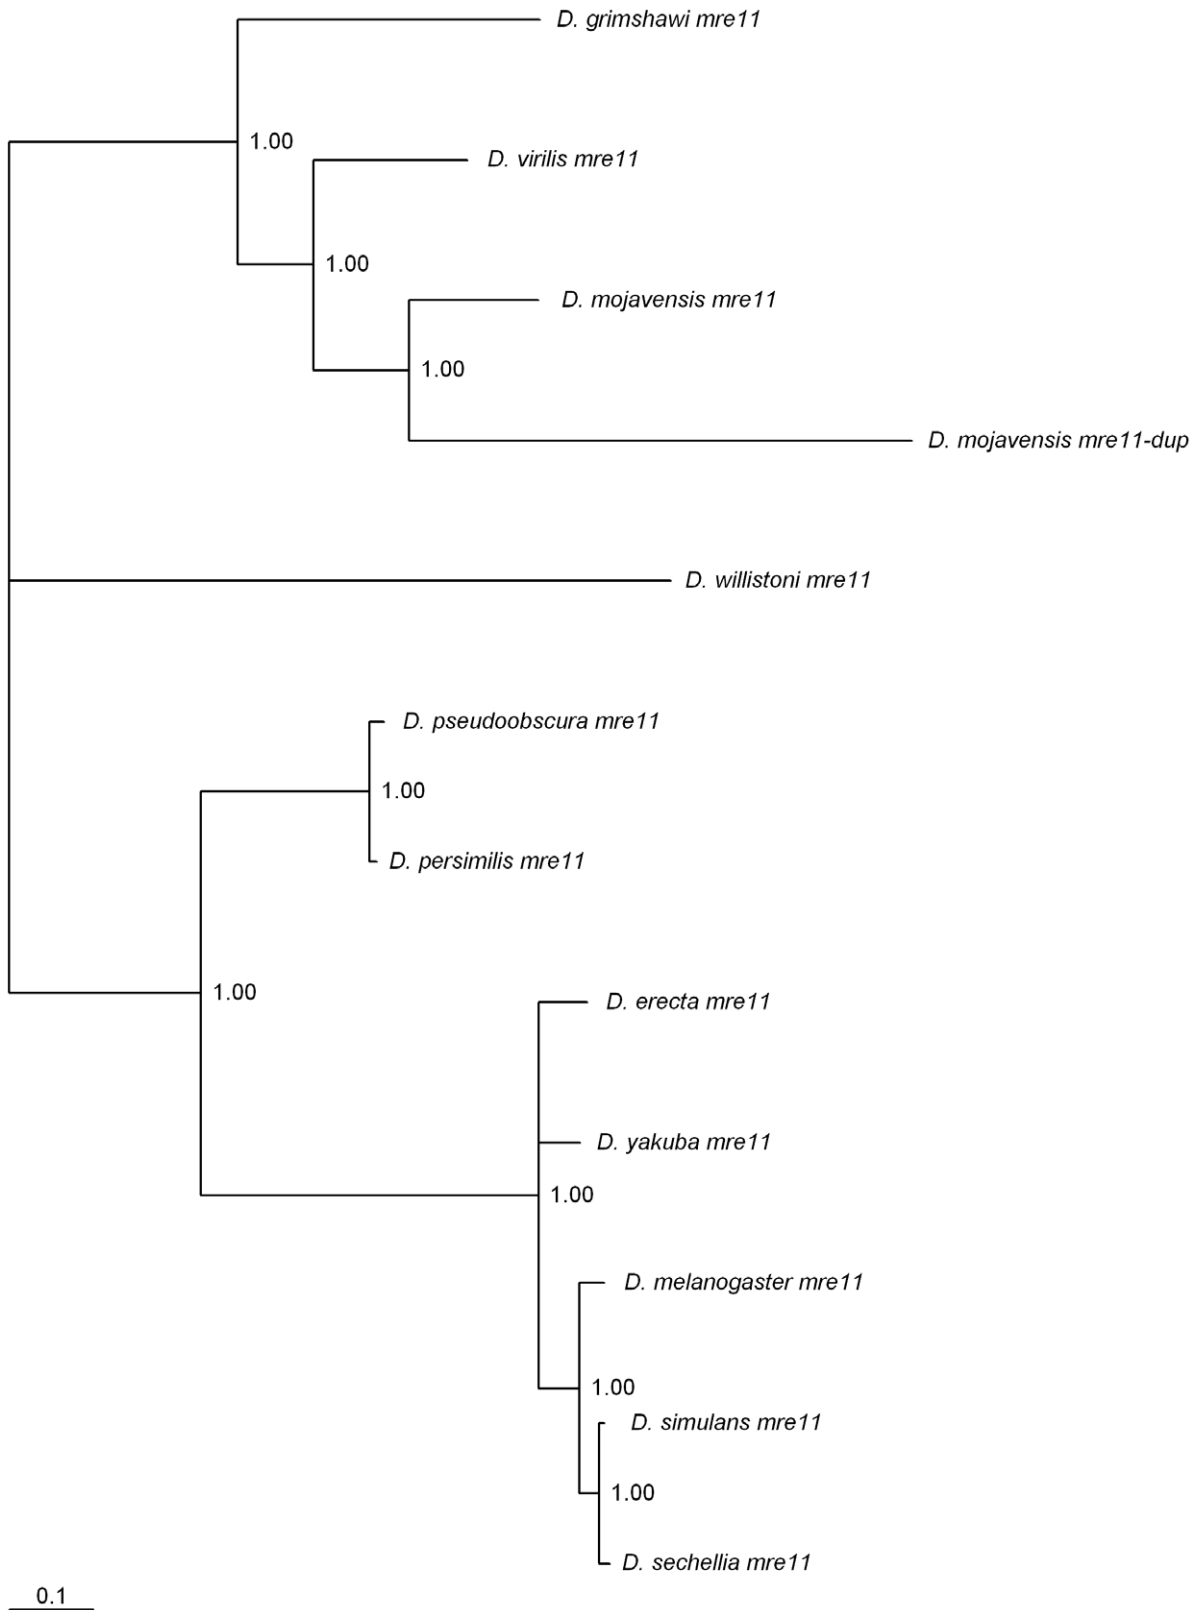 D. grimshawi mre11
1.00
D. virilis mre11
1.00
D. mojavensis mre11
1.00
D. mojavensis mre11-dup
D. willistoni mre11
D. pseudoobscura mre11
1.00
D. persimilis mre11
1.00
D. erecta mre11
D. yakuba mre11
1.00
D. melanogaster mre11
1.00
D. simulans mre11
1.00
D. sechellia mre11
0.1